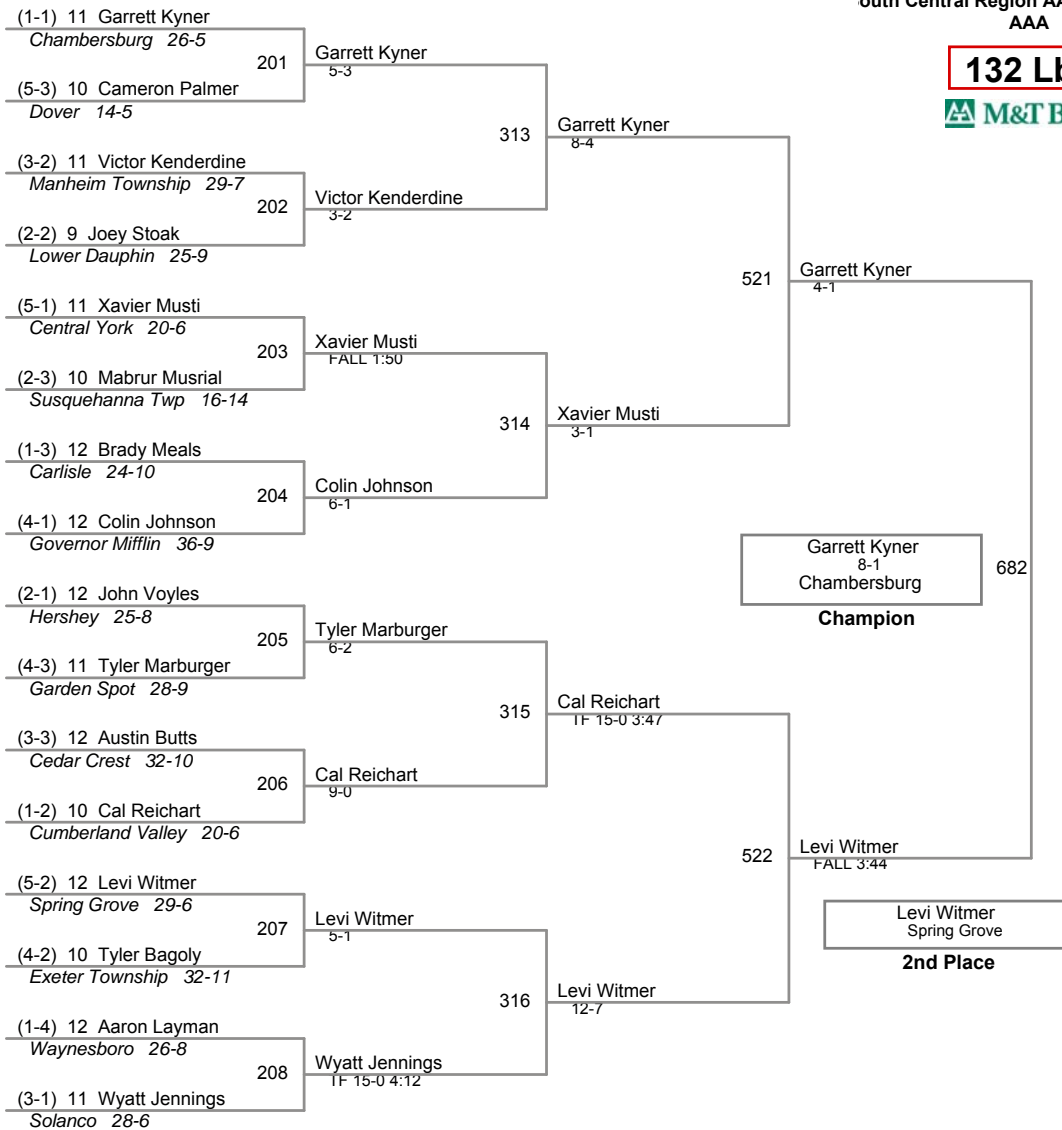 South Central Region
AAA
132
M&T
(1-1) 11 Garrett Kyner
Chambersburg 26-5
201
Garrett Kyner
5-3
(5-3) 10 Cameron Palmer
Dover 14-5
313
Garrett Kyner
8-4
(3-2) 11 Victor Kenderdine
Manheim Township 29-7
202
Victor Kenderdine
3-2
(2-2) 9 Joey Stoak
Lower Dauphin 25-9
521
Garrett Kyner
4-1
(5-1) 11 Xavier Musti
Central York 20-6
203
Xavier Musti
FALL 1:50
(2-3) 10 Mabrur Musrial
Susquehanna Twp 16-14
314
Xavier Musti
3-1
(1-3) 12 Brady Meals
Carlisle 24-10
204
Colin Johnson
6-1
(4-1) 12 Colin Johnson
Governor Mifflin 36-9
Garrett Kyner
8-1
Chambersburg
682
Champion
(2-1) 12 John Voyles
Hershey 25-8
205
Tyler Marburger
6-2
(4-3) 11 Tyler Marburger
Garden Spot 28-9
315
Cal Reichart
TF 15-0 3:47
(3-3) 12 Austin Butts
Cedar Crest 32-10
206
Cal Reichart
9-0
(1-2) 10 Cal Reichart
Cumberland Valley 20-6
522
Levi Witmer
FALL 3:44
(5-2) 12 Levi Witmer
Spring Grove 29-6
207
Levi Witmer
5-1
Levi Witmer
Spring Grove
2nd Place
(4-2) 10 Tyler Bagoly
Exeter Township 32-11
316
Levi Witmer
12-7
(1-4) 12 Aaron Layman
Waynesboro 26-8
208
Wyatt Jennings
TF 15-0 4:12
(3-1) 11 Wyatt Jennings
Solanco 28-6